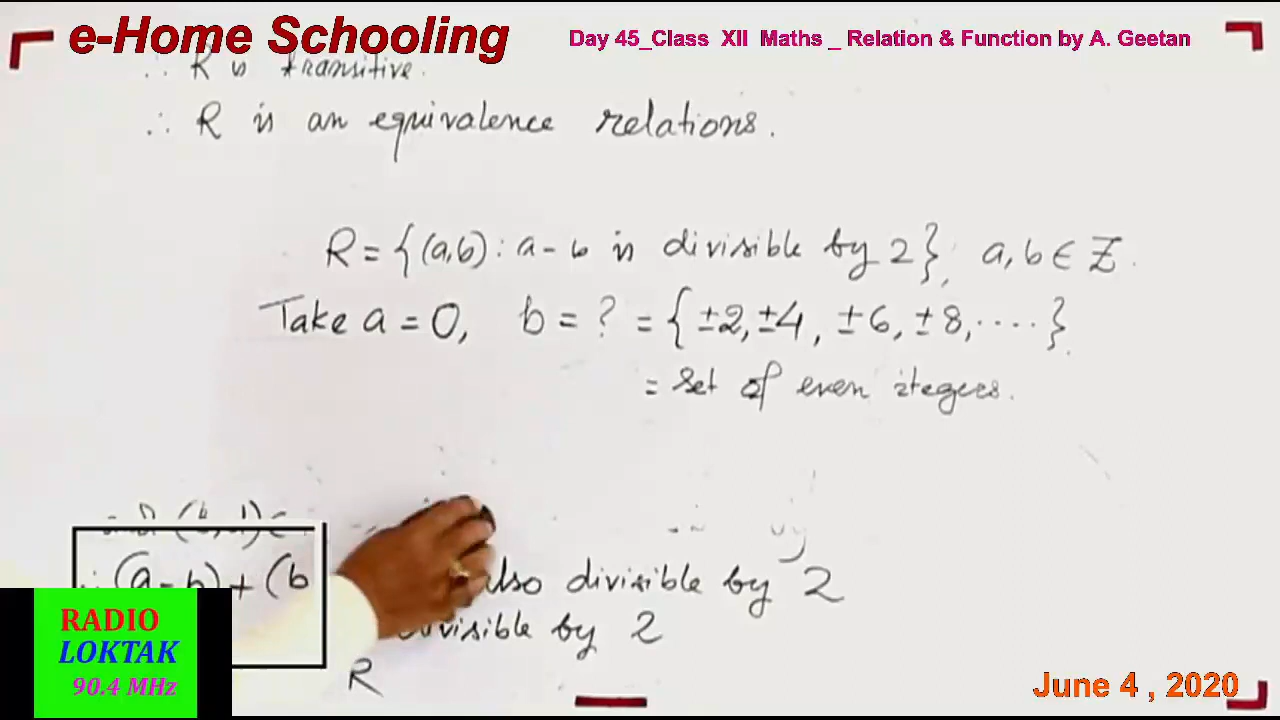 e-Home Schooling
Day 45_Class XII Maths _ Relation & Function by A. Geetan
∴ R is transitive.
∴ R is an equivalence relations.
R = {(a,b) : a - b is divisible by 2}, a, b ∈ Z.
Take a = 0, b = ? = {±2, ±4, ±6, ±8, ....}
= set of even itegers.
∴ (a - b) + (b
also divisible by 2
divisible by 2
R
RADIO
LOKTAK
90.4 MHz
June 4 , 2020